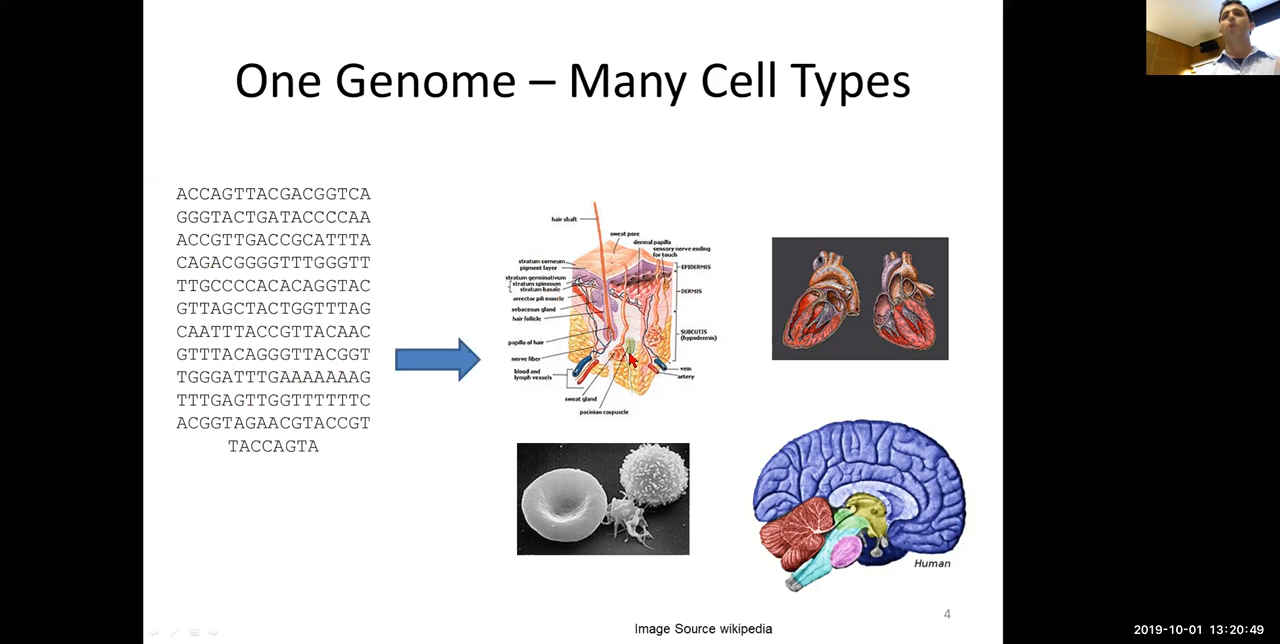 One Genome – Many Cell Types
ACCAGTTACGACGGTCA
GGGTACTGATACCCCAA
ACCGTTGACCGCATTTA
CAGACGGGGTTTGGGTT
TTGCCCCACACAGGTAC
GTTAGCTACTGGTTTAG
CAATTTACCGTTACAAC
GTTTACAGGGTTACGGT
TGGGATTTGAAAAAAAG
TTTGAGTTGGTTTTTTC
ACGGTAGAACGTACCGT
TACCAGTA
hair shaft
sweat pore
dermal papilla
sensory nerve ending
for touch
stratum corneum
pigment layer
stratum germinativum
stratum spinosum
stratum basale
arrector pili muscle
sebaceous gland
hair follicle
papilla of hair
nerve fiber
blood and
lymph vessels
sweat gland
pacinian corpuscle
EPIDERMIS
DERMIS
SUBCUTIS
(hypodermis)
vein
artery
Human
4
Image Source wikipedia
2019-10-01 13:20:49